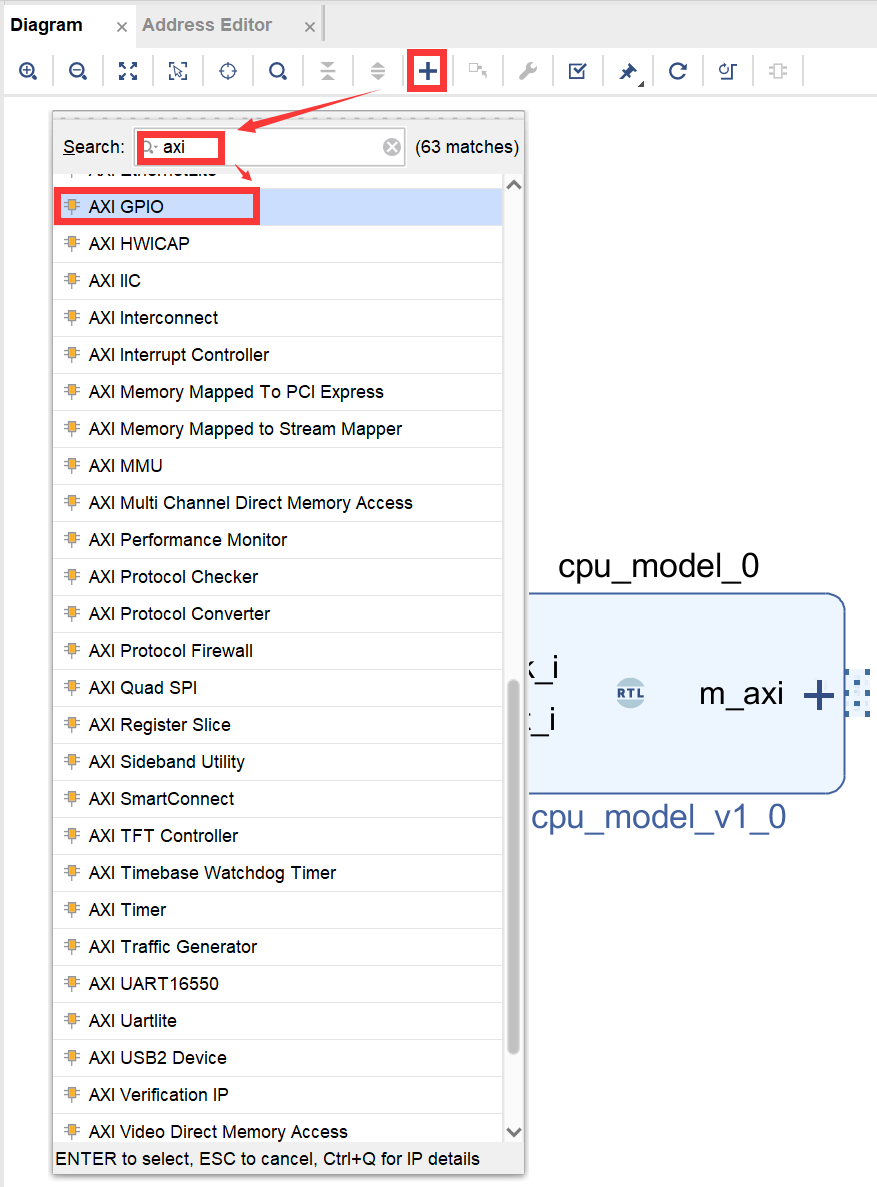 Diagram
Address Editor
Search: axi (63 matches)
AXI GPIO
AXI HWICAP
AXI IIC
AXI Interconnect
AXI Interrupt Controller
AXI Memory Mapped To PCI Express
AXI Memory Mapped to Stream Mapper
AXI MMU
AXI Multi Channel Direct Memory Access
AXI Performance Monitor
AXI Protocol Checker
AXI Protocol Converter
AXI Protocol Firewall
AXI Quad SPI
AXI Register Slice
AXI Sideband Utility
AXI SmartConnect
AXI TFT Controller
AXI Timebase Watchdog Timer
AXI Timer
AXI Traffic Generator
AXI UART16550
AXI Uartlite
AXI USB2 Device
AXI Verification IP
AXI Video Direct Memory Access
ENTER to select, ESC to cancel, Ctrl+Q for IP details
cpu_model_0
k_i
t_i
RTL
m_axi
cpu_model_v1_0